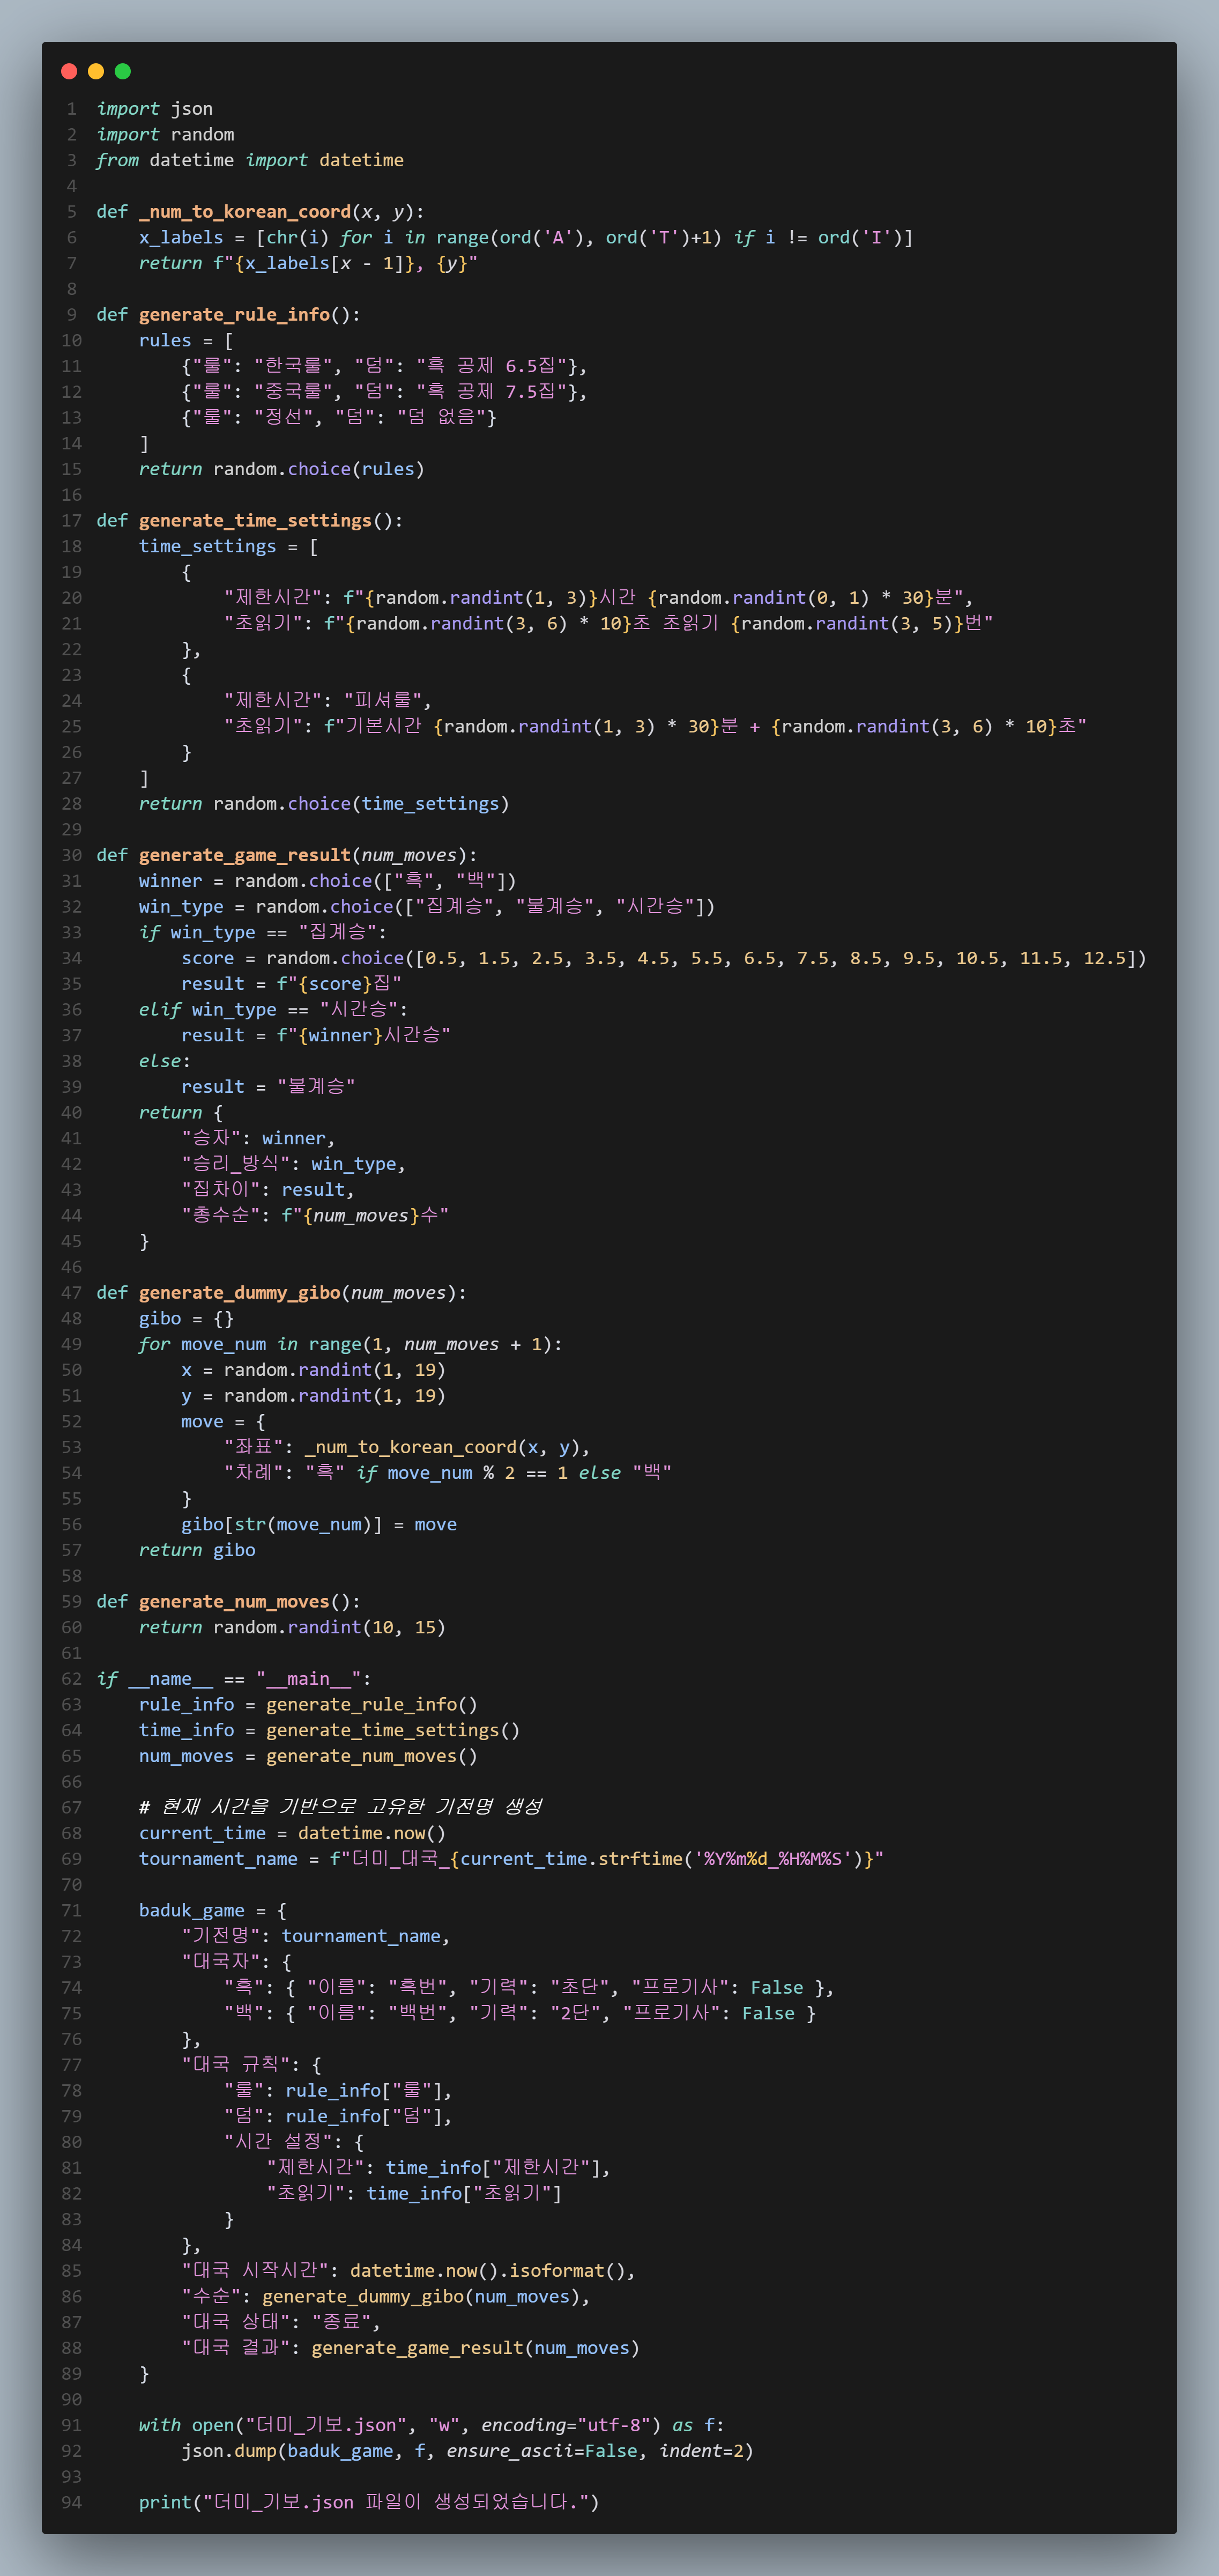 1 import json
2 import random
3 from datetime import datetime
4
5 def _num_to_korean_coord(x, y):
6     x_labels = [chr(i) for i in range(ord('A'), ord('T')+1) if i != ord('I')]
7     return f"{x_labels[x - 1]}, {y}"
8
9 def generate_rule_info():
10     rules = [
11         {"룰": "한국룰", "덤": "흑 공제 6.5집"},
12         {"룰": "중국룰", "덤": "흑 공제 7.5집"},
13         {"룰": "정선", "덤": "덤 없음"}
14     ]
15     return random.choice(rules)
16
17 def generate_time_settings():
18     time_settings = [
19         {
20             "제한시간": f"{random.randint(1, 3)}시간 {random.randint(0, 1) * 30}분",
21             "초읽기": f"{random.randint(3, 6) * 10}초 초읽기 {random.randint(3, 5)}번"
22         },
23         {
24             "제한시간": "피셔룰",
25             "초읽기": f"기본시간 {random.randint(1, 3) * 30}분 + {random.randint(3, 6) * 10}초"
26         }
27     ]
28     return random.choice(time_settings)
29
30 def generate_game_result(num_moves):
31     winner = random.choice(["흑", "백"])
32     win_type = random.choice(["집계승", "불계승", "시간승"])
33     if win_type == "집계승":
34         score = random.choice([0.5, 1.5, 2.5, 3.5, 4.5, 5.5, 6.5, 7.5, 8.5, 9.5, 10.5, 11.5, 12.5])
35         result = f"{score}집"
36     elif win_type == "시간승":
37         result = f"{winner}시간승"
38     else:
39         result = "불계승"
40     return {
41         "승자": winner,
42         "승리_방식": win_type,
43         "집차이": result,
44         "총수순": f"{num_moves}수"
45     }
46
47 def generate_dummy_gibo(num_moves):
48     gibo = {}
49     for move_num in range(1, num_moves + 1):
50         x = random.randint(1, 19)
51         y = random.randint(1, 19)
52         move = {
53             "좌표": _num_to_korean_coord(x, y),
54             "차례": "흑" if move_num % 2 == 1 else "백"
55         }
56         gibo[str(move_num)] = move
57     return gibo
58
59 def generate_num_moves():
60     return random.randint(10, 15)
61
62 if __name__ == "__main__":
63     rule_info = generate_rule_info()
64     time_info = generate_time_settings()
65     num_moves = generate_num_moves()
66
67     # 현재 시간을 기반으로 고유한 기전명 생성
68     current_time = datetime.now()
69     tournament_name = f"더미_대국_{current_time.strftime('%Y%m%d_%H%M%S')}"
70
71     baduk_game = {
72         "기전명": tournament_name,
73         "대국자": {
74             "흑": { "이름": "흑번", "기력": "초단", "프로기사": False },
75             "백": { "이름": "백번", "기력": "2단", "프로기사": False }
76         },
77         "대국 규칙": {
78             "룰": rule_info["룰"],
79             "덤": rule_info["덤"],
80             "시간 설정": {
81                 "제한시간": time_info["제한시간"],
82                 "초읽기": time_info["초읽기"]
83             }
84         },
85         "대국 시작시간": datetime.now().isoformat(),
86         "수순": generate_dummy_gibo(num_moves),
87         "대국 상태": "종료",
88         "대국 결과": generate_game_result(num_moves)
89     }
90
91     with open("더미_기보.json", "w", encoding="utf-8") as f:
92         json.dump(baduk_game, f, ensure_ascii=False, indent=2)
93
94     print("더미_기보.json 파일이 생성되었습니다.")